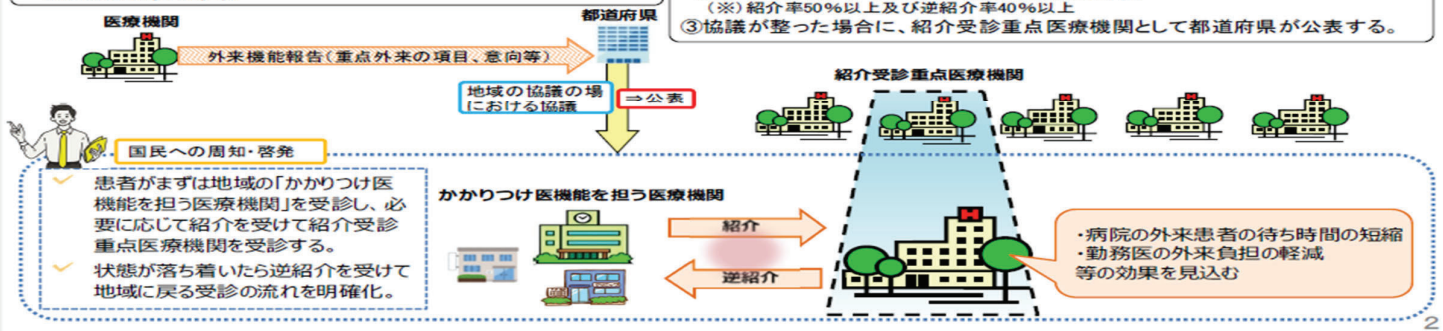 （※）紹介率50％以上及び逆紹介率40％以上
③協議が整った場合に、紹介受診重点医療機関として都道府県が公表する。
医療機関
都道府県
外来機能報告（重点外来の項目、意向等）
地域の協議の場
における協議
⇒公表
紹介受診重点医療機関
国民への周知・啓発
患者がまずは地域の「かかりつけ医
機能を担う医療機関」を受診し、必
要に応じて紹介を受けて紹介受診
重点医療機関を受診する。
状態が落ち着いたら逆紹介を受けて
地域に戻る受診の流れを明確化。
かかりつけ医機能を担う医療機関
紹介
逆紹介
・病院の外来患者の待ち時間の短縮
・勤務医の外来負担の軽減
等の効果を見込む
2